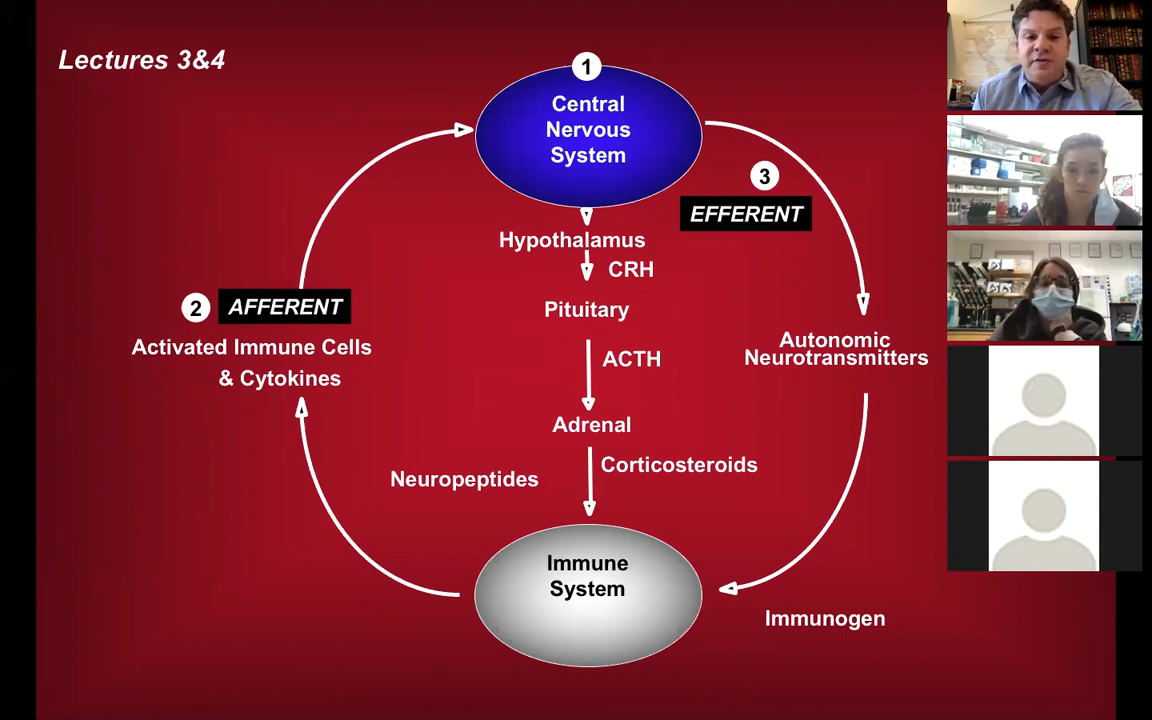 Lectures 3&4
1
Central
Nervous
System
3
EFFERENT
Hypothalamus
CRH
2
AFFERENT
Pituitary
Activated Immune Cells
& Cytokines
Autonomic
Neurotransmitters
ACTH
Adrenal
Corticosteroids
Neuropeptides
Immune
System
Immunogen